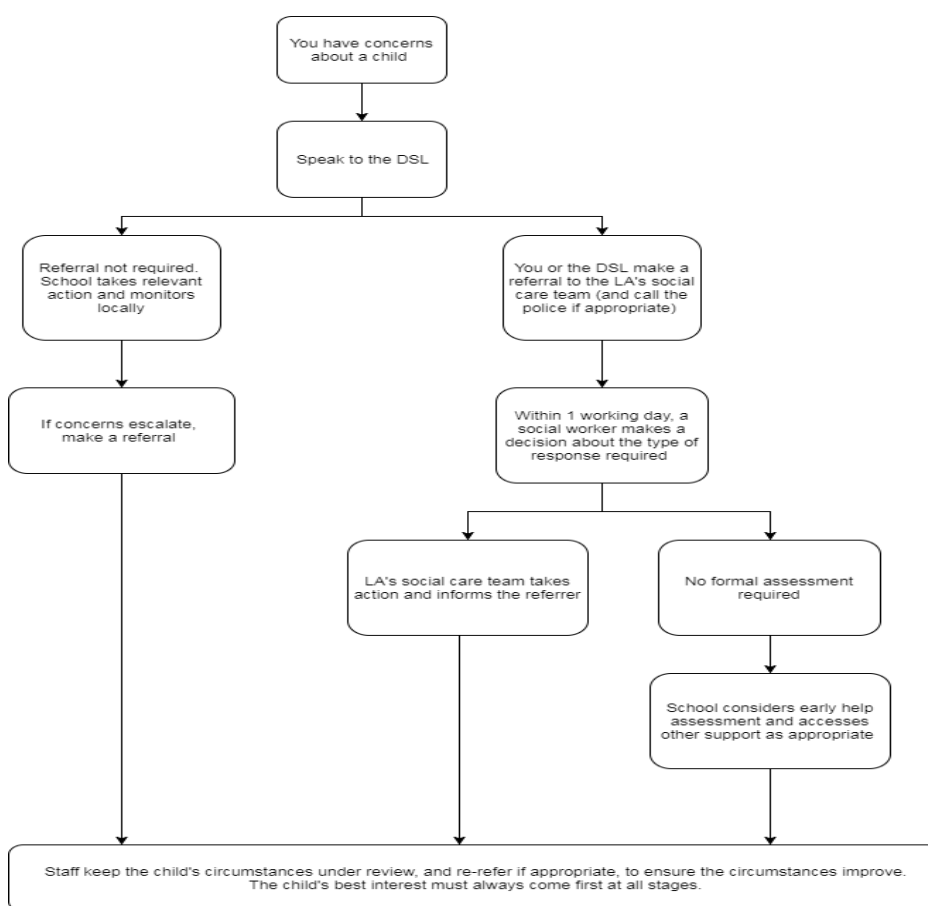 You have concerns
about a child
Speak to the DSL
Referral not required.
School takes relevant
action and monitors
locally
You or the DSL make a
referral to the LA's social
care team (and call the
police if appropriate)
If concerns escalate,
make a referral
Within 1 working day, a
social worker makes a
decision about the type of
response required
LA's social care team takes
action and informs the referrer
No formal assessment
required
School considers early help
assessment and accesses
other support as appropriate
Staff keep the child's circumstances under review, and re-refer if appropriate, to ensure the circumstances improve.
The child's best interest must always come first at all stages.